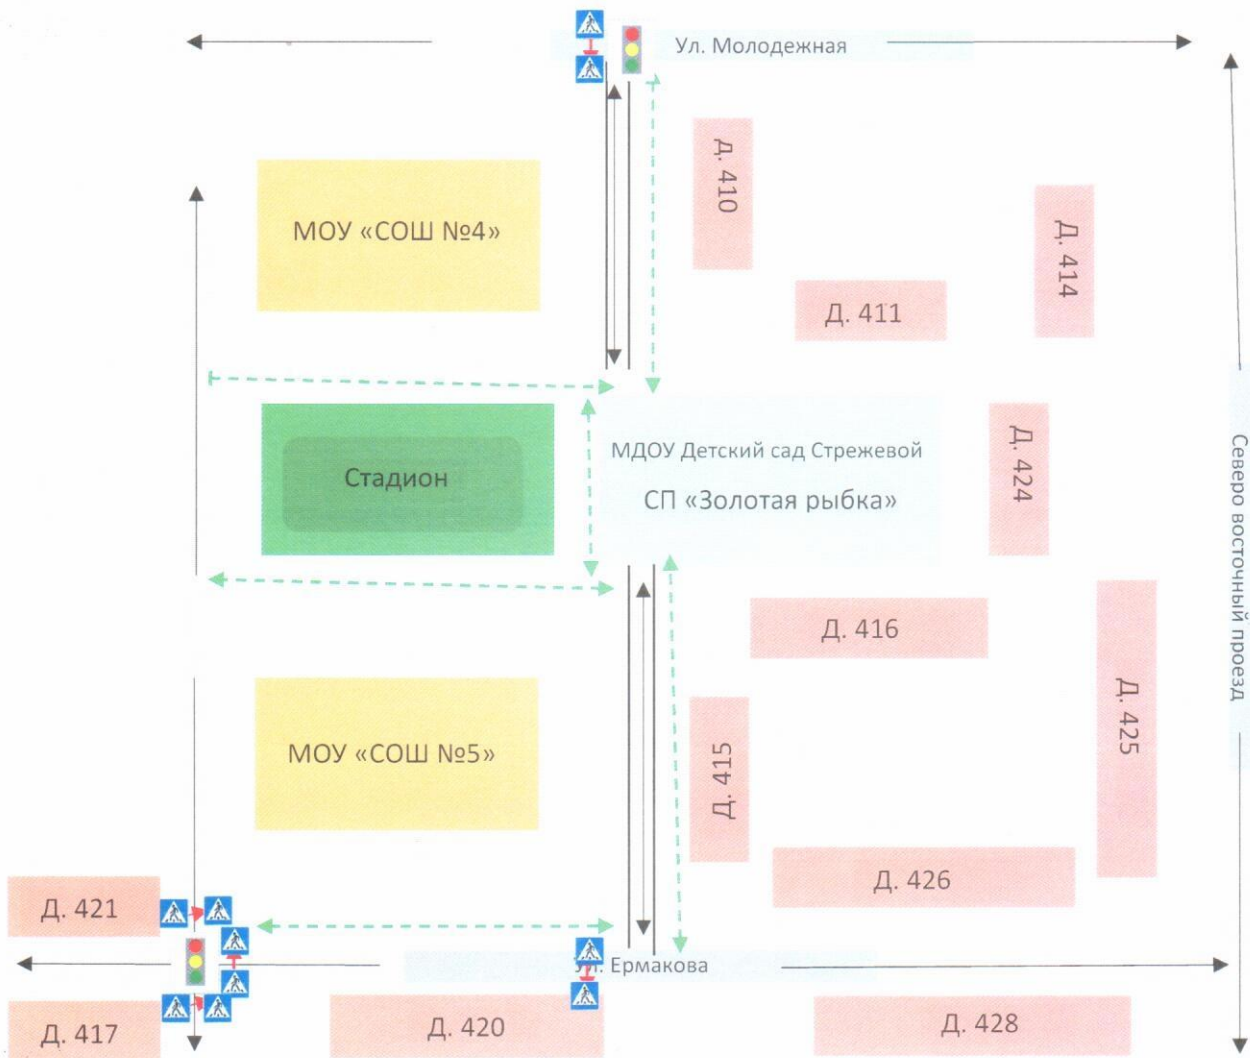 Ул. Молодежная
д. 410
МОУ «СОШ №4»
Д. 414
Д. 411
МДОУ Детский сад Стрежевой
Д. 424
Стадион
СП «Золотая рыбка»
Северо восточный проезд
Д. 416
Д. 425
МОУ «СОШ №5»
Д. 415
Д. 426
Д. 421
Ул. Ермакова
Д. 417
Д. 420
Д. 428